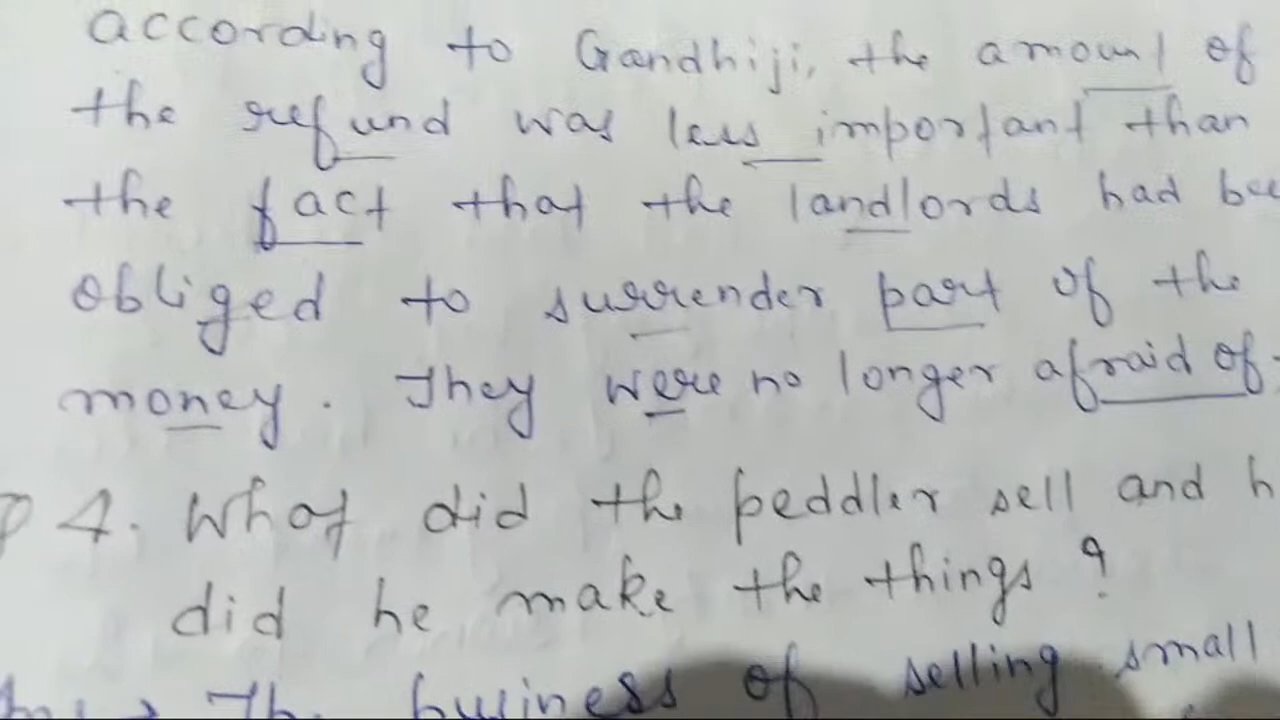 according to Gandhiji, the amount of
the refund was less important than
the fact that the landlords had
obliged to surrender part of the
money. They were no longer afraid of
4. What did the peddler sell and
did he make the things ?
business of selling small